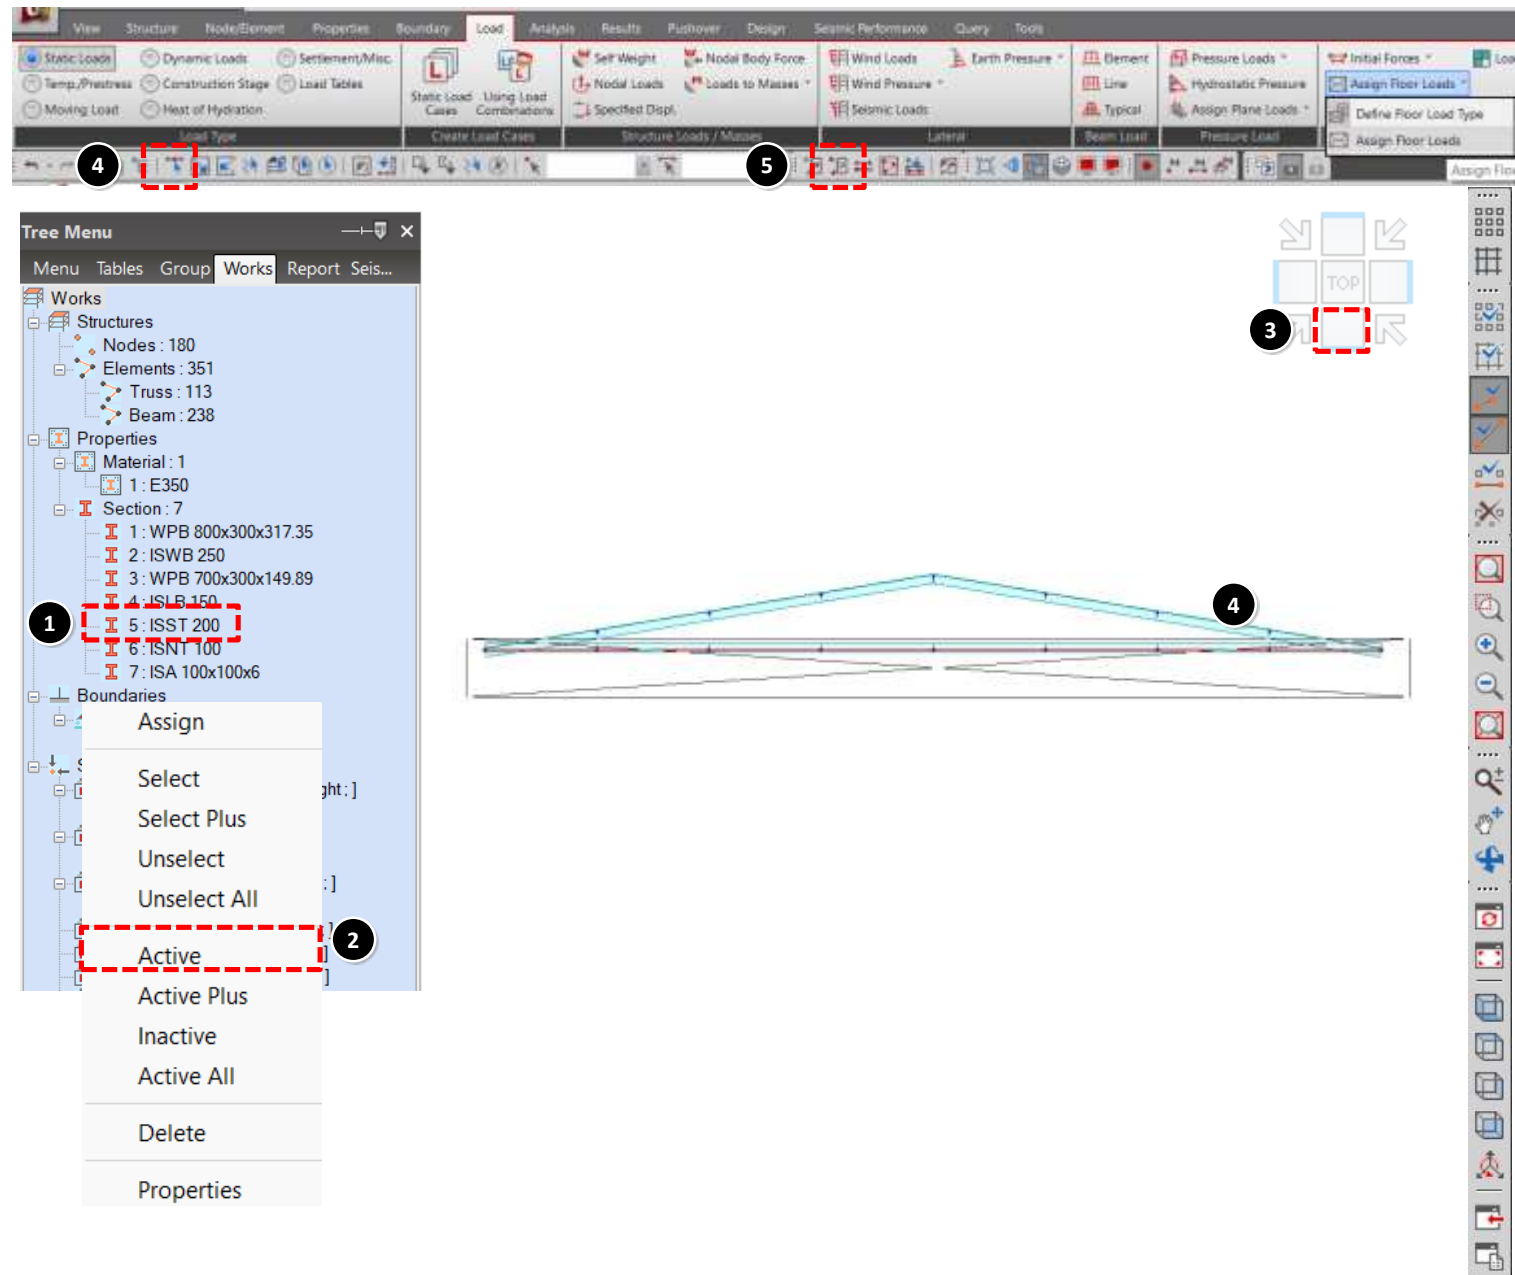 View Structure Node/Element Properties Boundary Load Analysis Results Pushover Design Seismic Performance Query Tools
Static Loads Dynamic Loads Settlement/Misc.
Temp./Prestress Construction Stage Load Tables
Moving Load Heat of Hydration
Load Type
Static Load Cases Using Load Combinations
Create Load Cases
Self Weight Nodal Body Force
Nodal Loads Loads to Masses
Specified Displ.
Structure Loads / Masses
Wind Loads Earth Pressure
Wind Pressure
Seismic Loads
Lateral
Element
Line
Typical
Beam Load
Pressure Loads
Hydrostatic Pressure
Assign Plane Loads
Pressure Load
Initial Forces
Assign Floor Loads
Define Floor Load Type
Assign Floor Loads
4
5
Tree Menu
Menu Tables Group Works Report Seis...
Works
Structures
Nodes : 180
Elements : 351
Truss : 113
Beam : 238
Properties
Material : 1
1 : E350
Section : 7
1 : WPB 800x300x317.35
2 : ISWB 250
3 : WPB 700x300x149.89
4 : ISLB 150
1
5 : ISST 200
6 : ISNT 100
7 : ISA 100x100x6
Boundaries
Assign
Select
ght ; ]
Select Plus
Unselect
; ]
Unselect All
]
2
Active
]
Active Plus
]
Inactive
Active All
Delete
Properties
TOP
3
4